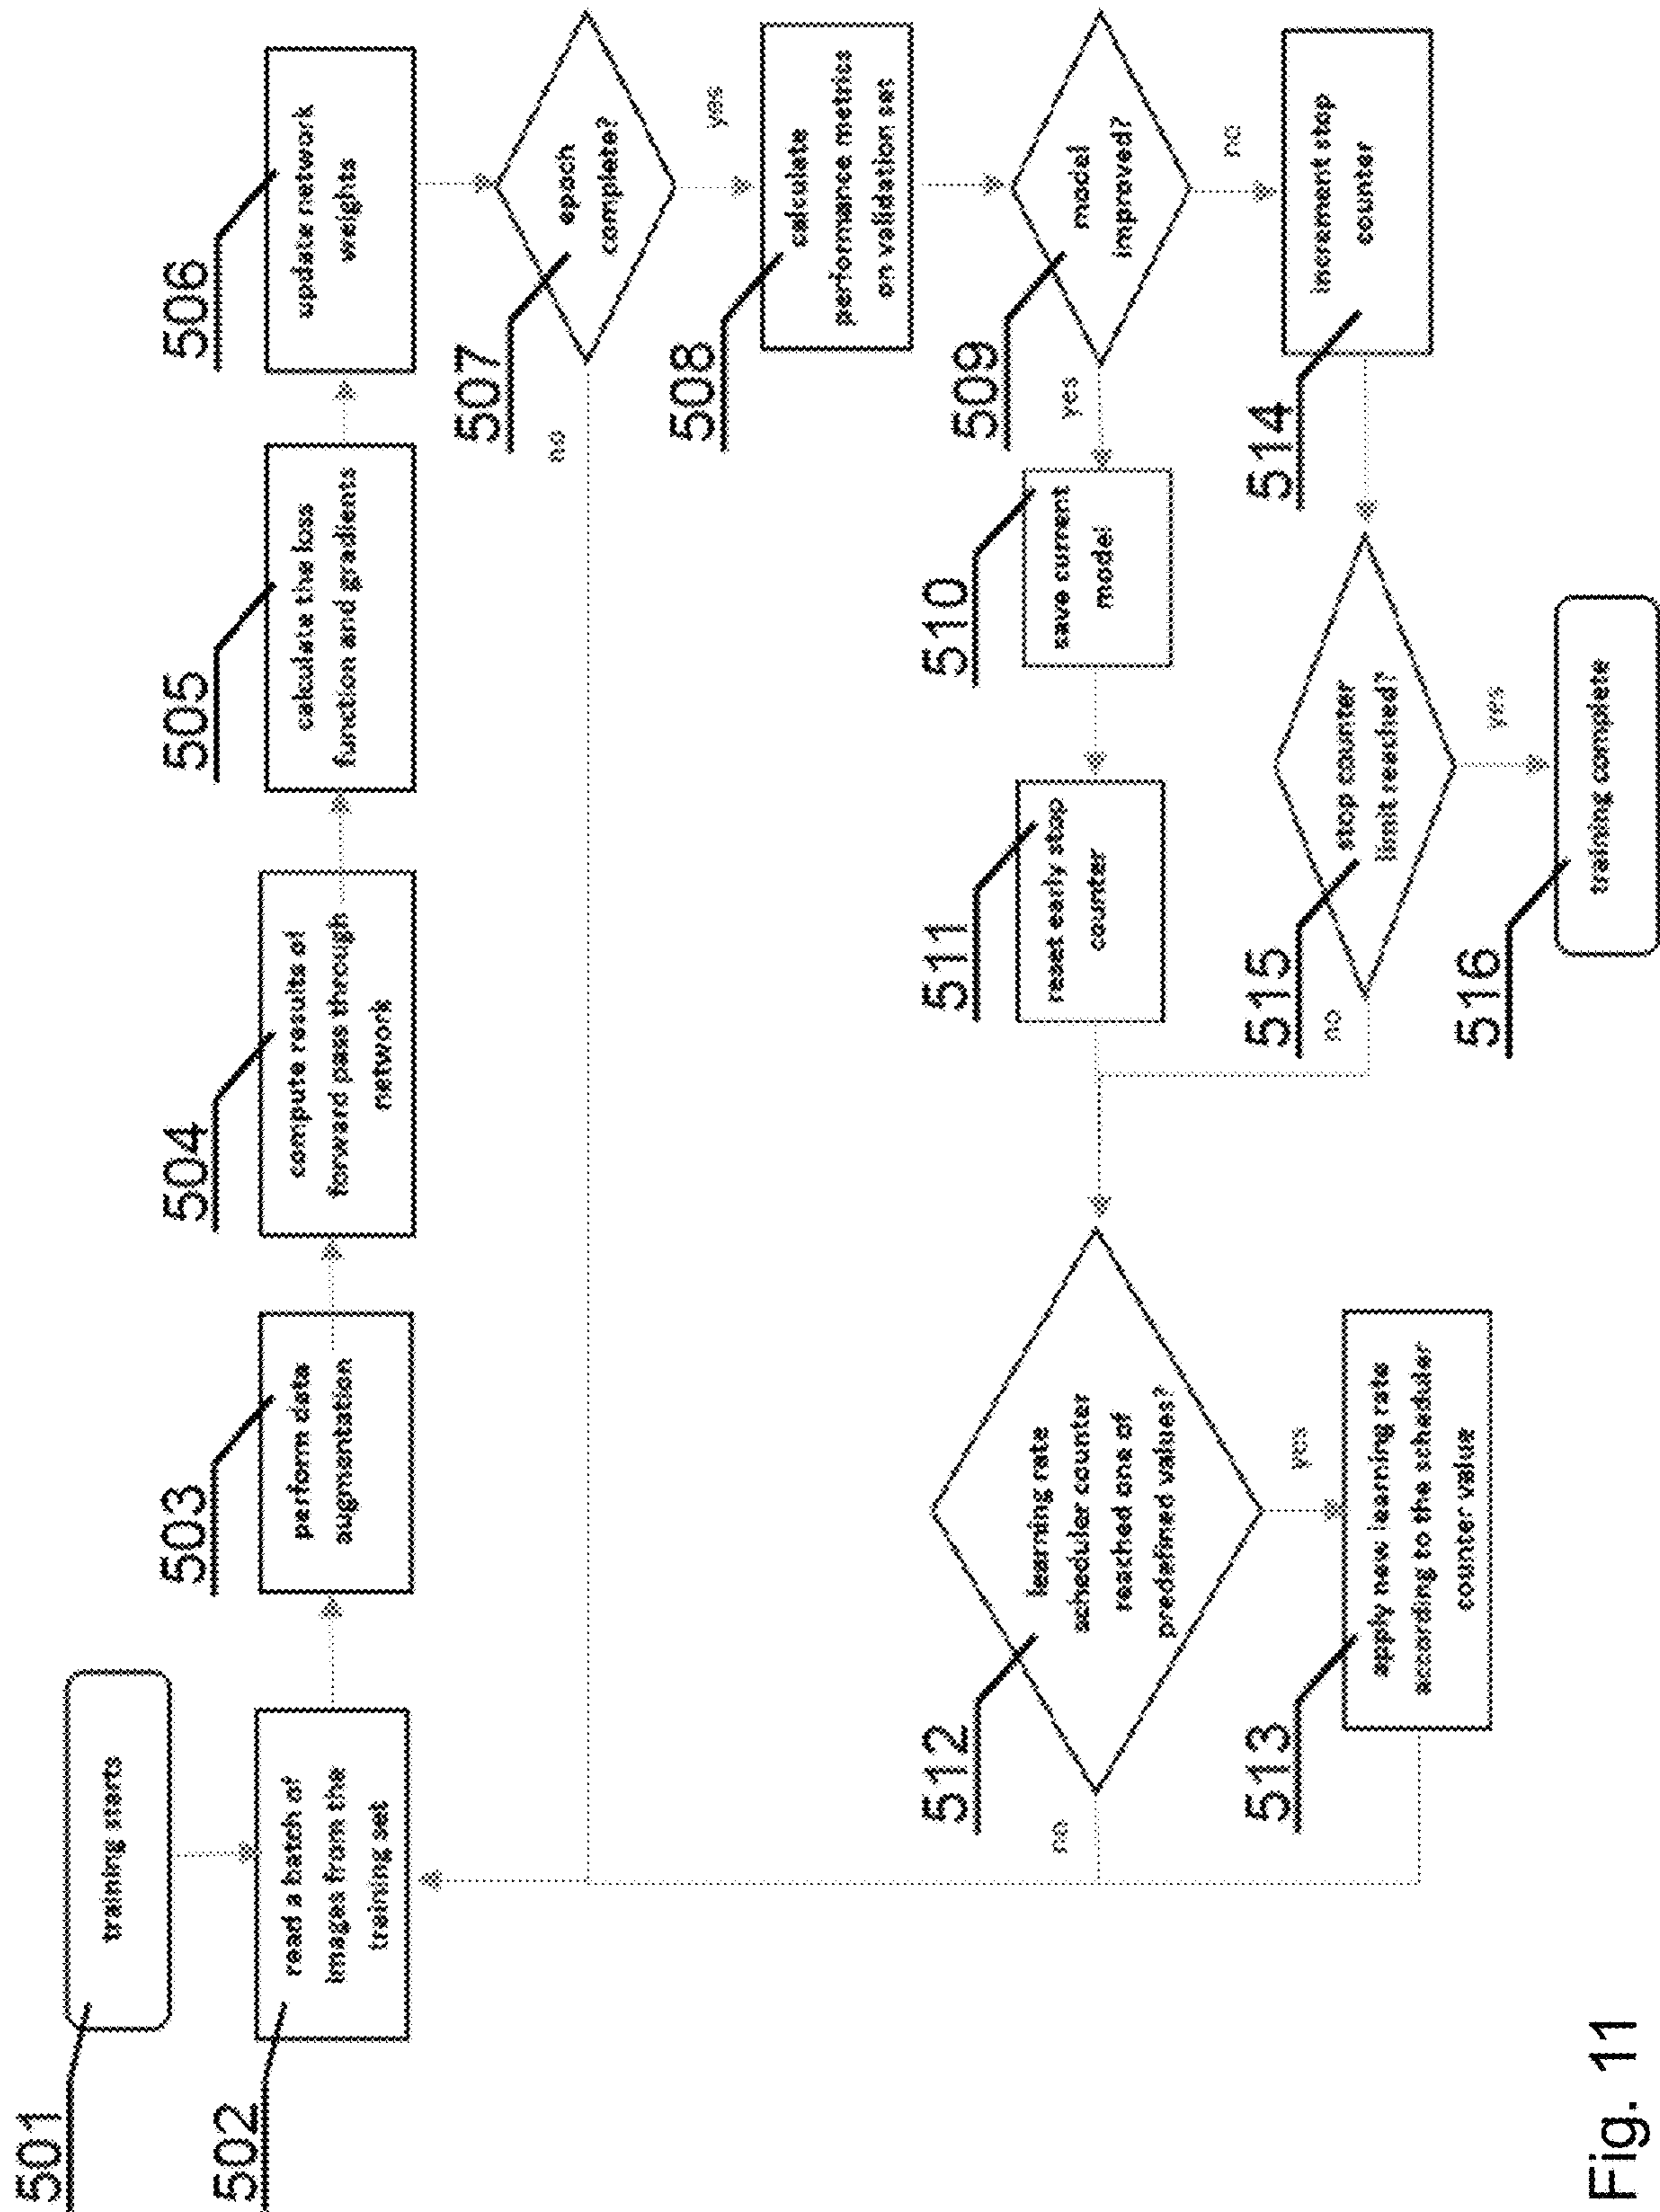 501
training starts
502
read a batch of
images from the
training set
503
perform data
augmentation
504
compute results of
forward pass through
network
505
calculate the loss
function and gradients
506
update network
weights
507
epoch
complete?
no
yes
508
calculate
performance metrics
on validation set
509
model
improved?
yes
no
510
save current
model
511
reset early stop
counter
512
learning rate
scheduler counter
reached one of
predefined values?
no
yes
513
apply new learning rate
according to the scheduler
counter value
514
increment stop
counter
515
stop counter
limit reached?
no
yes
516
training complete
Fig. 11